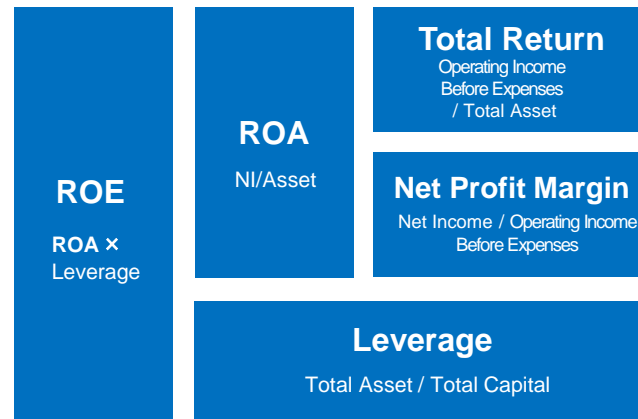 ROE
ROA ×
Leverage
ROA
NI/Asset
Total Return
Operating Income
Before Expenses
/ Total Asset
Net Profit Margin
Net Income / Operating Income
Before Expenses
Leverage
Total Asset / Total Capital